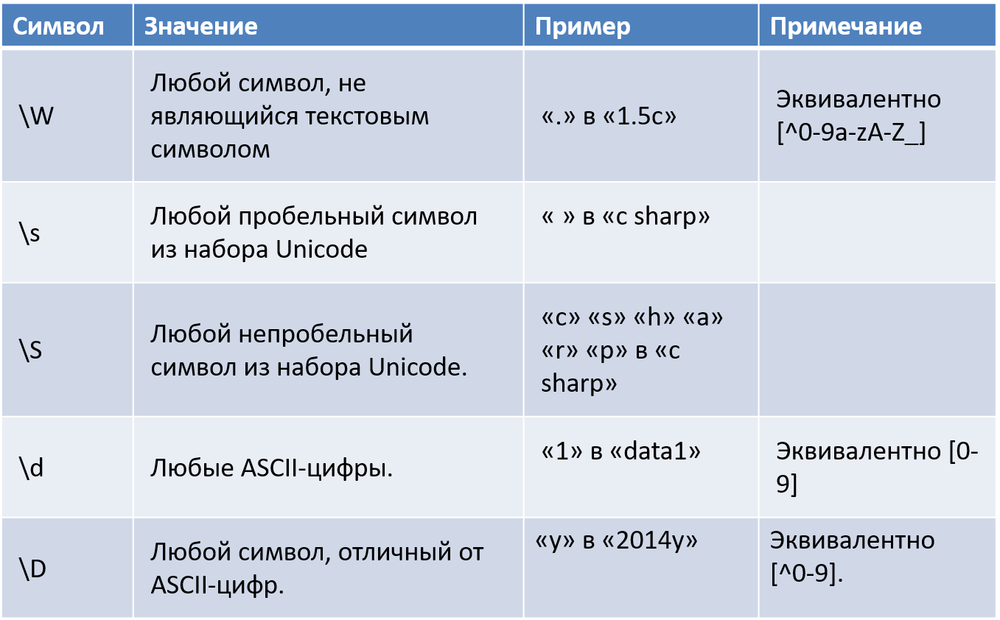 Символ Значение Пример Примечание
\W
Любой символ, не
являющийся текстовым
символом
«.» в «1.5с»
Эквивалентно
[^0-9a-zA-Z_]
\s
Любой пробельный символ
из набора Unicode
« » в «c sharp»
\S
Любой непробельный
символ из набора Unicode.
«c» «s» «h» «a»
«r» «p» в «c
sharp»
\d
Любые ASCII-цифры.
«1» в «data1»
Эквивалентно [0-
9]
\D
Любой символ, отличный от
ASCII-цифр.
«y» в «2014y»
Эквивалентно
[^0-9].